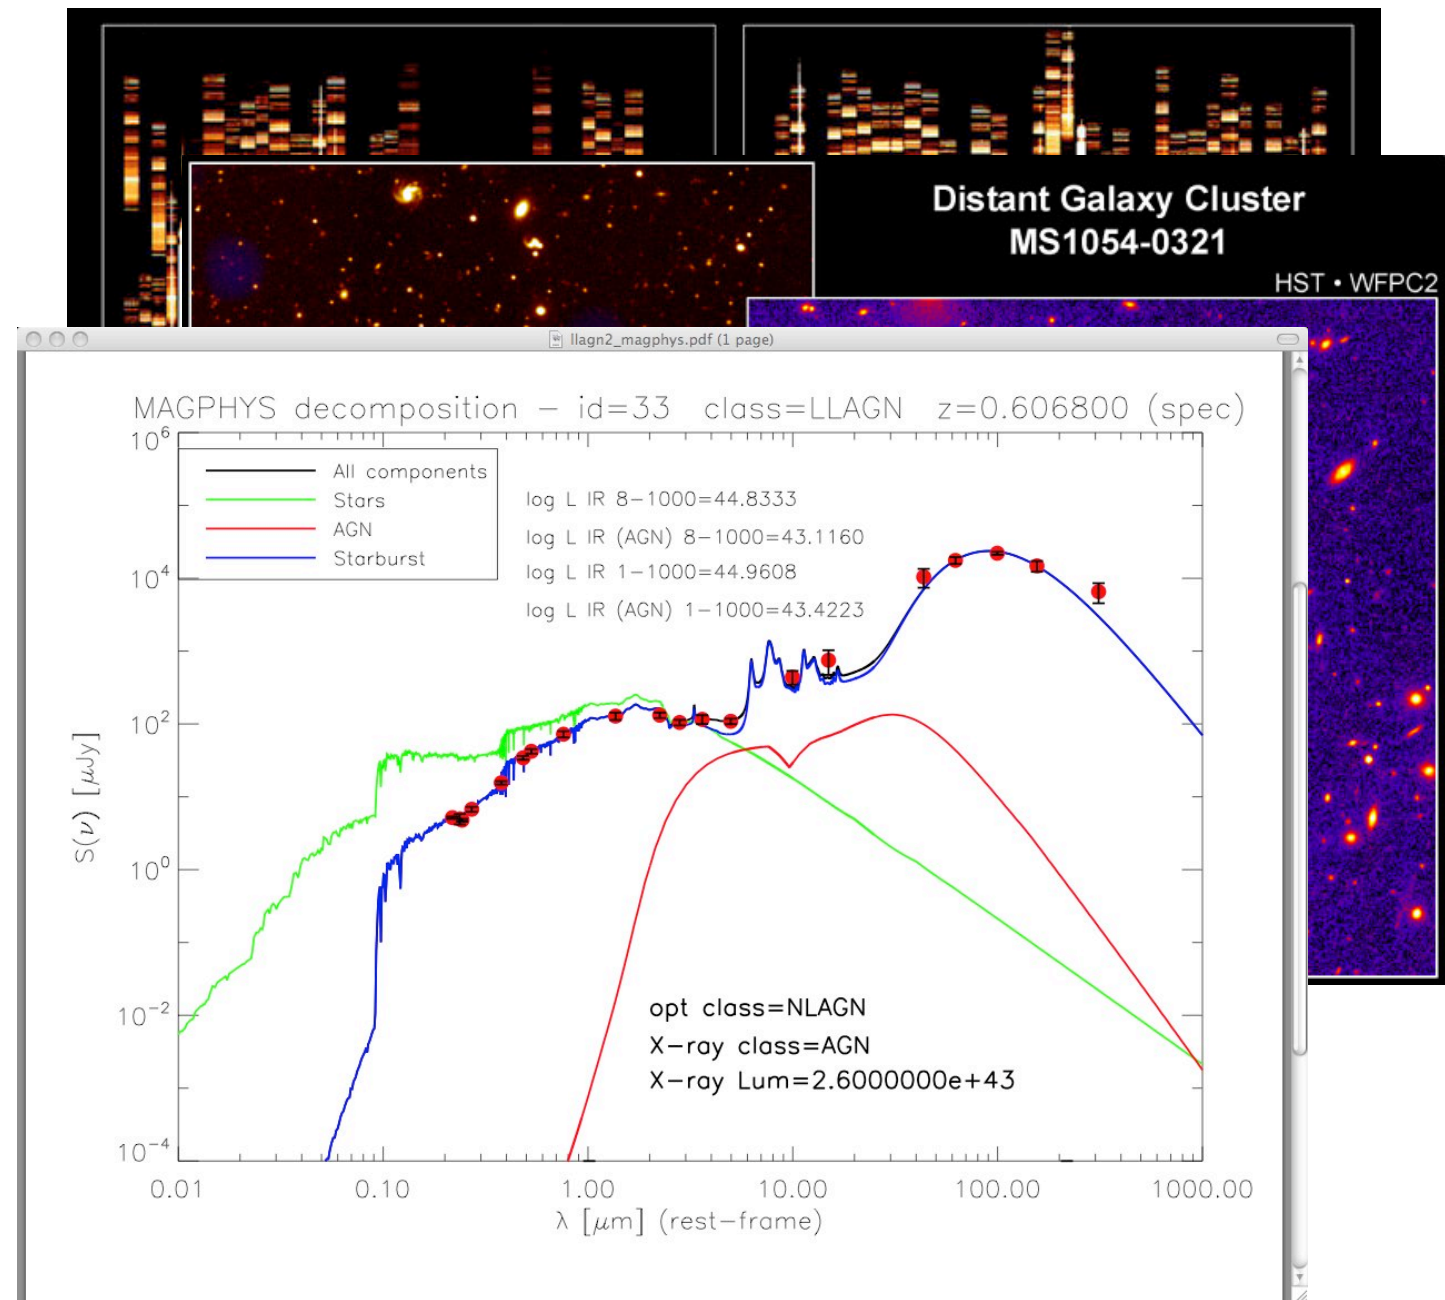 Distant Galaxy Cluster
MS1054-0321
HST • WFPC2
llagn2_magphys.pdf (1 page)
MAGPHYS decomposition − id=33 class=LLAGN z=0.606800 (spec)
All components
Stars
AGN
Starburst
log L IR 8−1000=44.8333
log L IR (AGN) 8−1000=43.1160
log L IR 1−1000=44.9608
log L IR (AGN) 1−1000=43.4223
opt class=NLAGN
X−ray class=AGN
X−ray Lum=2.6000000e+43
S(ν) [μJy]
10⁶
10⁴
10²
10⁰
10⁻²
10⁻⁴
0.01 0.10 1.00 10.00 100.00 1000.00
λ [μm] (rest−frame)